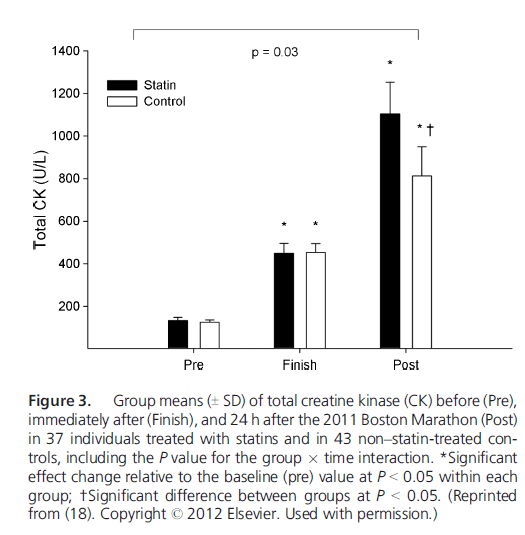 1400
p = 0.03
*
1200
Statin
Control
1000
* †
800
Total CK (U/L)
600
* *
400
200
Pre Finish Post
Figure 3. Group means (± SD) of total creatine kinase (CK) before (Pre),
immediately after (Finish), and 24 h after the 2011 Boston Marathon (Post)
in 37 individuals treated with statins and in 43 non–statin-treated con-
trols, including the P value for the group × time interaction. *Significant
effect change relative to the baseline (pre) value at P < 0.05 within each
group; †Significant difference between groups at P < 0.05. (Reprinted
from (18). Copyright © 2012 Elsevier. Used with permission.)